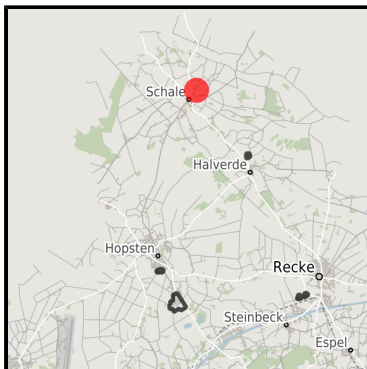 Schale
Halverde
Hopsten
Recke
Steinbeck
Espel